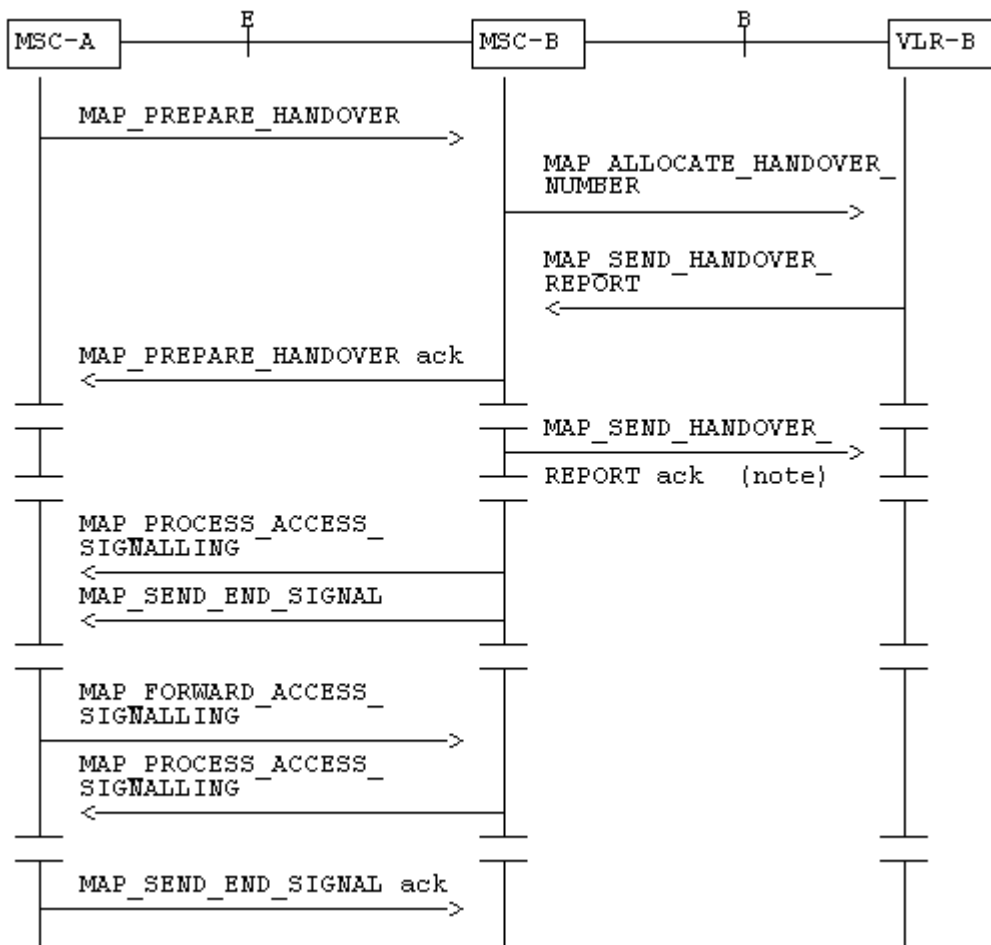 E
B
MSC-A
MSC-B
VLR-B
MAP_PREPARE_HANDOVER
MAP_ALLOCATE_HANDOVER_
NUMBER
MAP_SEND_HANDOVER_
REPORT
MAP_PREPARE_HANDOVER ack
MAP_SEND_HANDOVER_
REPORT ack (note)
MAP_PROCESS_ACCESS_
SIGNALLING
MAP_SEND_END_SIGNAL
MAP_FORWARD_ACCESS_
SIGNALLING
MAP_PROCESS_ACCESS_
SIGNALLING
MAP_SEND_END_SIGNAL ack